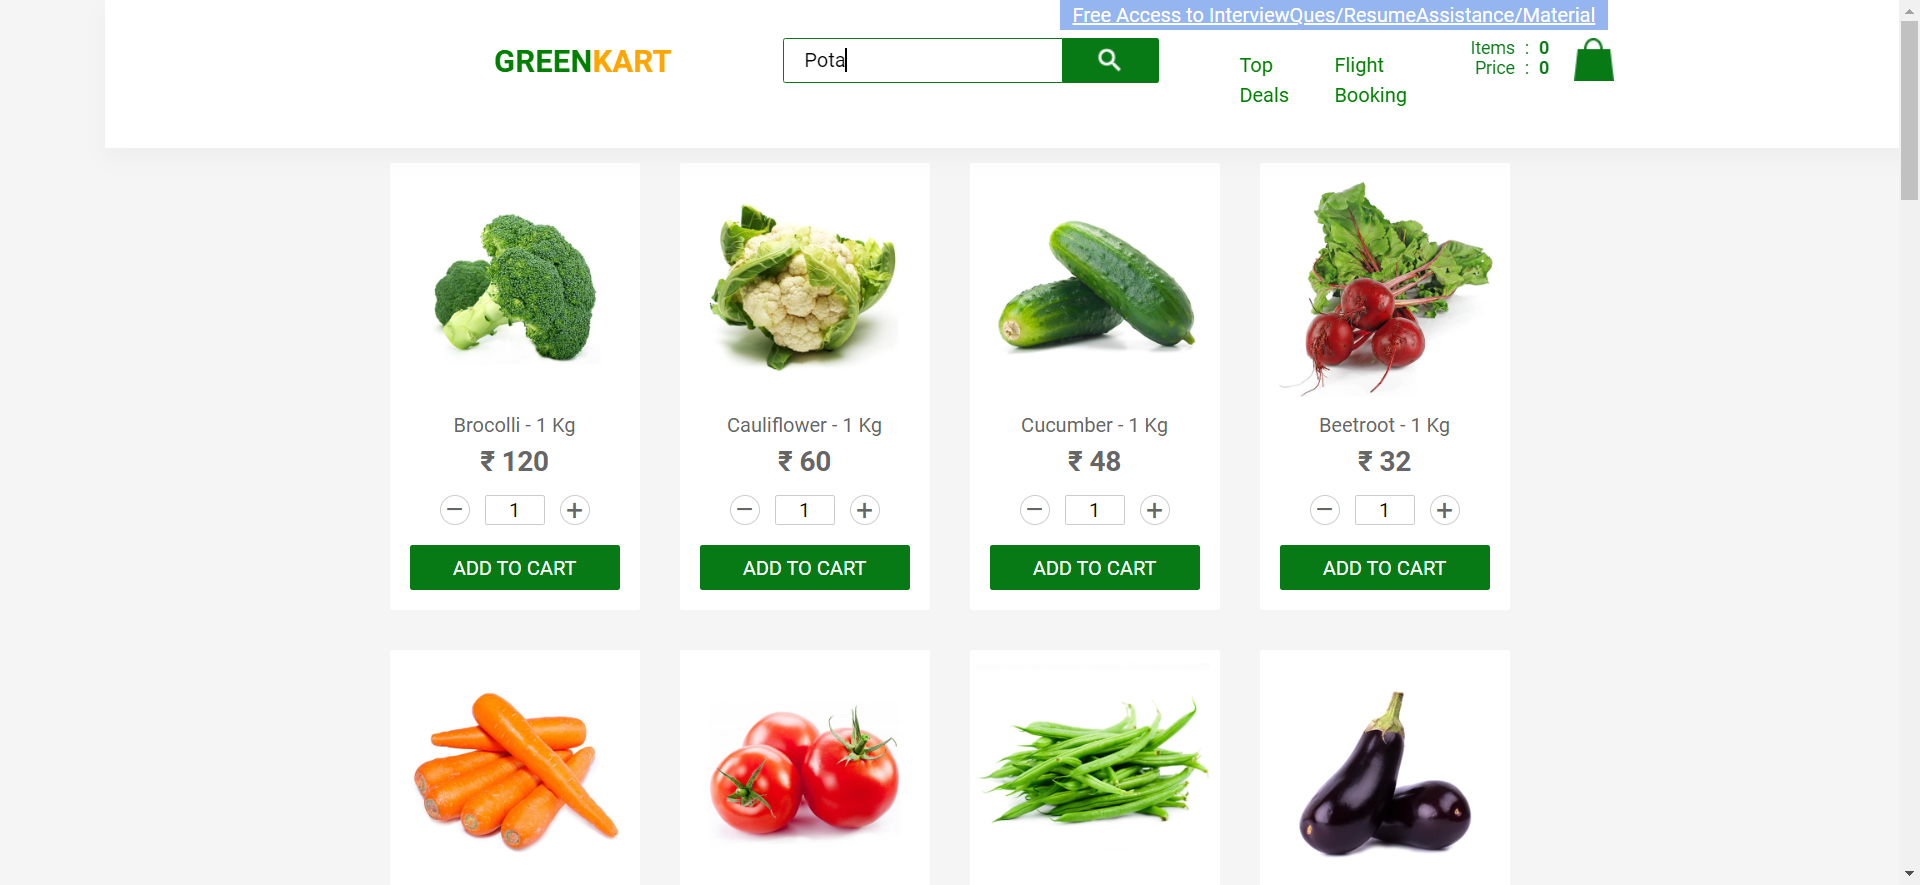 Free Access to InterviewQues/ResumeAssistance/Material
GREENKART
Pota
Top
Deals
Flight
Booking
Items : 0
Price : 0
Brocolli - 1 Kg
₹ 120
− 1 +
ADD TO CART
Cauliflower - 1 Kg
₹ 60
− 1 +
ADD TO CART
Cucumber - 1 Kg
₹ 48
− 1 +
ADD TO CART
Beetroot - 1 Kg
₹ 32
− 1 +
ADD TO CART